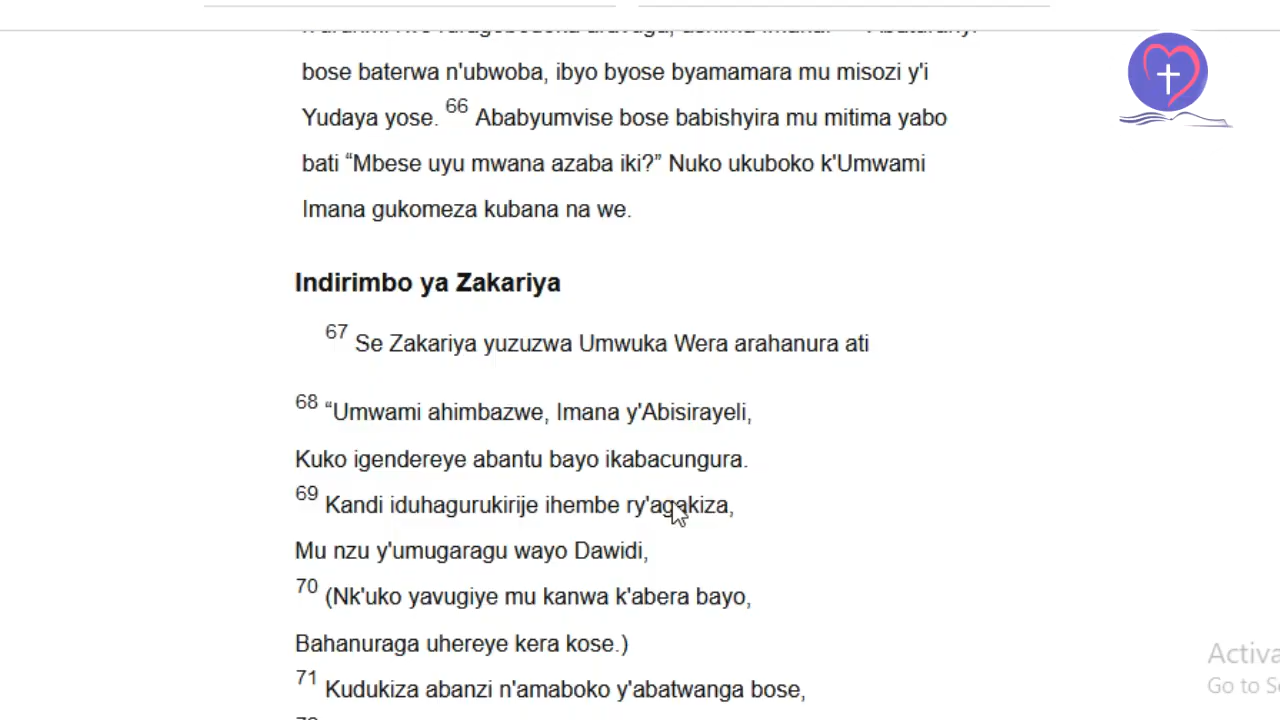 bose baterwa n'ubwoba, ibyo byose byamamara mu misozi y'i
Yudaya yose. 66 Ababyumvise bose babishyira mu mitima yabo
bati “Mbese uyu mwana azaba iki?” Nuko ukuboko k'Umwami
Imana gukomeza kubana na we.
Indirimbo ya Zakariya
67 Se Zakariya yuzuzwa Umwuka Wera arahanura ati
68 “Umwami ahimbazwe, Imana y'Abisirayeli,
Kuko igendereye abantu bayo ikabacungura.
69 Kandi iduhagurukirije ihembe ry'agakiza,
Mu nzu y'umugaragu wayo Dawidi,
70 (Nk'uko yavugiye mu kanwa k'abera bayo,
Bahanuraga uhereye kera kose.)
71 Kudukiza abanzi n'amaboko y'abatwanga bose,
Activa
Go to S